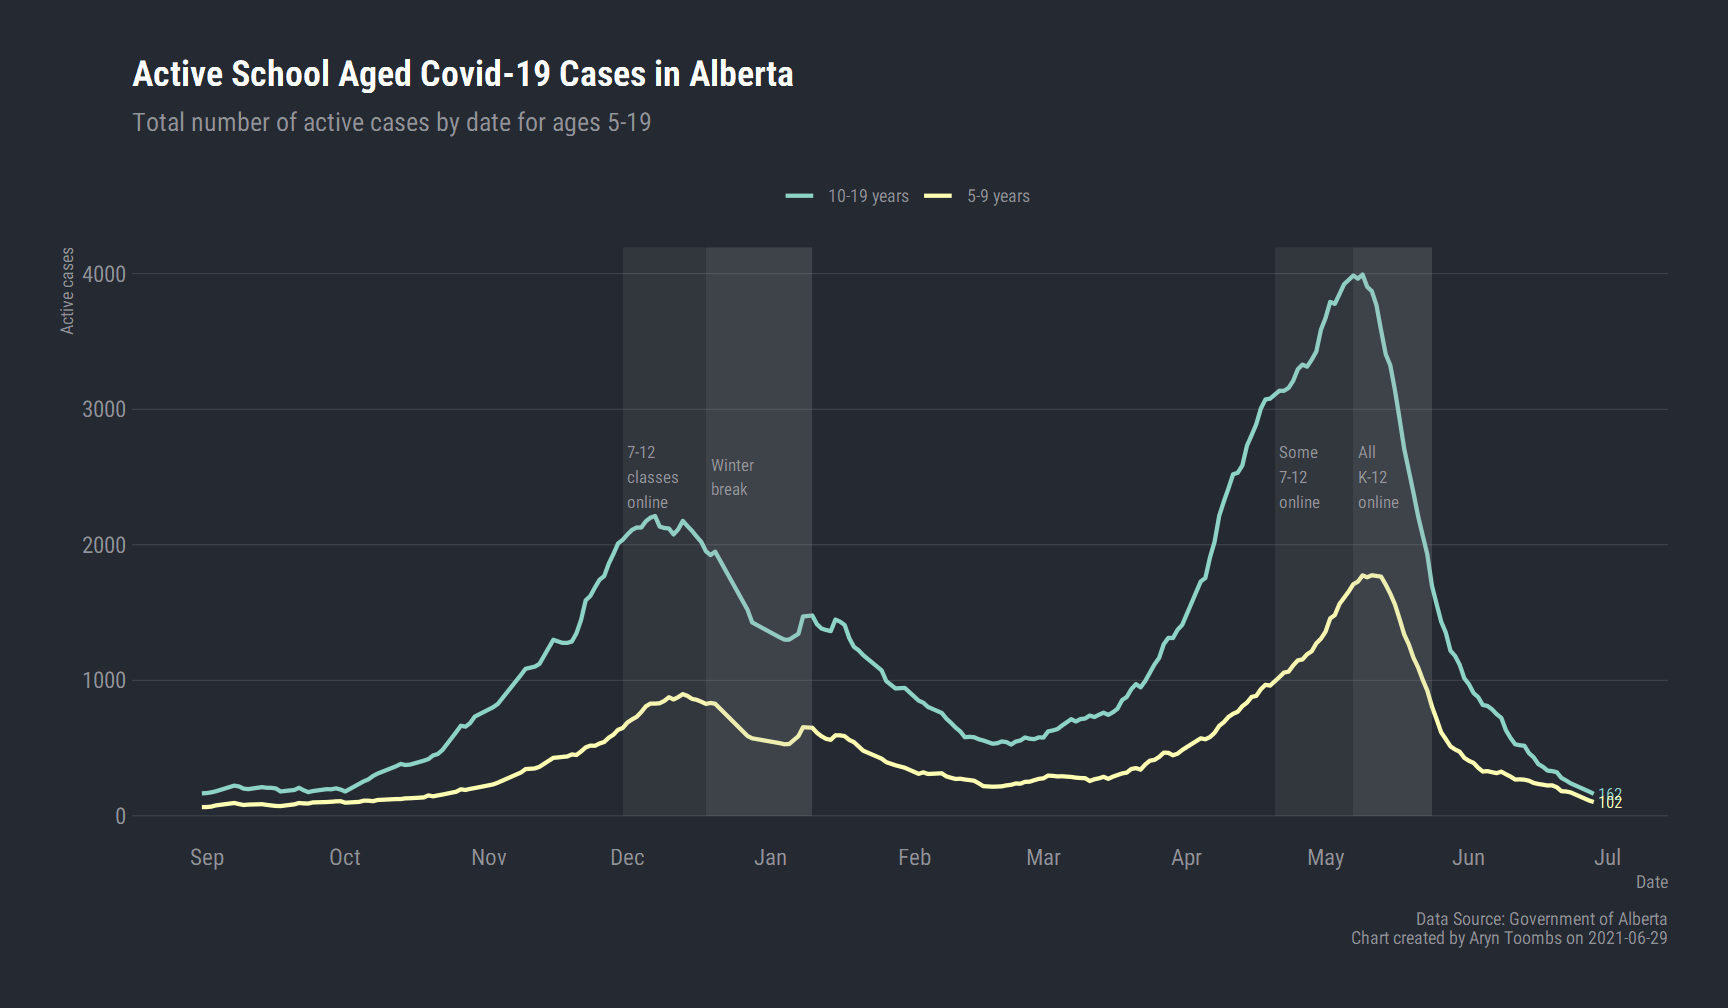 Active School Aged Covid-19 Cases in Alberta
Total number of active cases by date for ages 5-19
10-19 years
5-9 years
Active cases
4000
3000
2000
1000
0
7-12
classes
online
Winter
break
Some
7-12
online
All
K-12
online
162
102
Sep Oct Nov Dec Jan Feb Mar Apr May Jun Jul
Date
Data Source: Government of Alberta
Chart created by Aryn Toombs on 2021-06-29